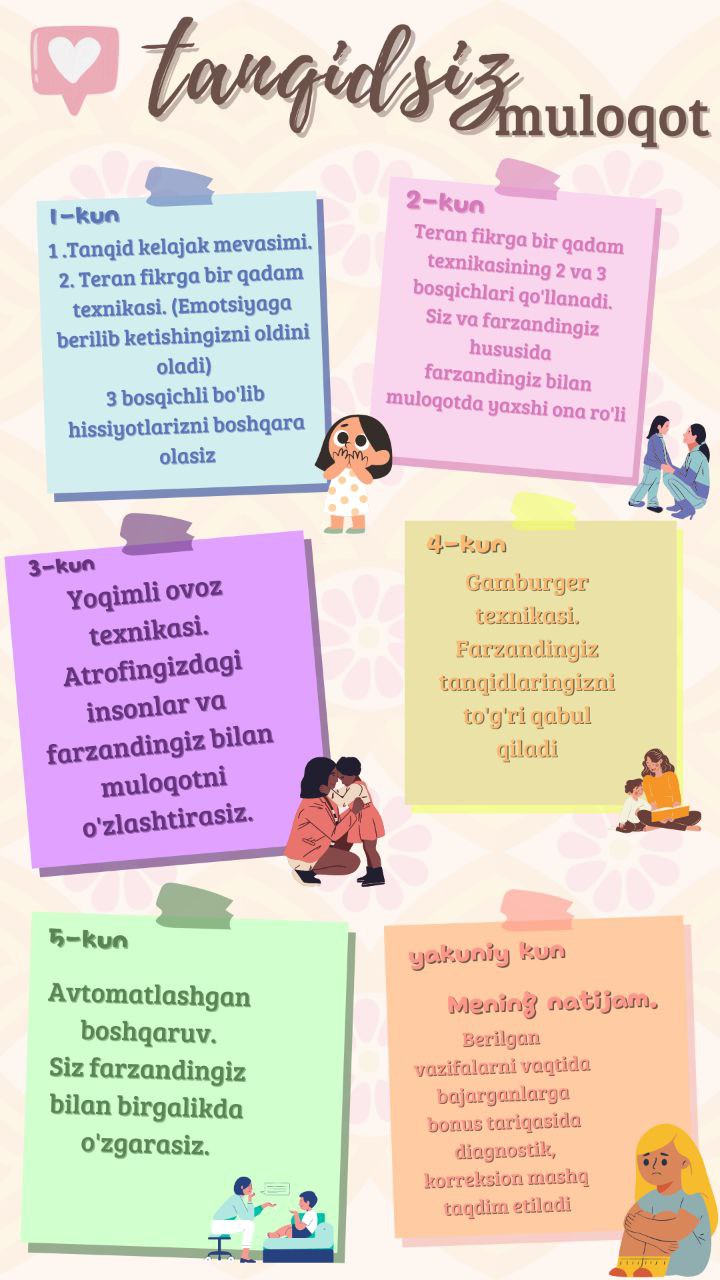 tanqidsiz
muloqot
1-kun
1 .Tanqid kelajak mevasimi.
2. Teran fikrga bir qadam
texnikasi. (Emotsiyaga
berilib ketishingizni oldini
oladi)
3 bosqichli bo'lib
hissiyotlarizni boshqara
olasiz
2-kun
Teran fikrga bir qadam
texnikasining 2 va 3
bosqichlari qo'llanadi.
Siz va farzandingiz
hususida
farzandingiz bilan
muloqotda yaxshi ona ro'li
3-kun
Yoqimli ovoz
texnikasi.
Atrofingizdagi
insonlar va
farzandingiz bilan
muloqotni
o'zlashtirasiz.
4-kun
Gamburger
texnikasi.
Farzandingiz
tanqidlaringizni
to'g'ri qabul
qiladi
5-kun
Avtomatlashgan
boshqaruv.
Siz farzandingiz
bilan birgalikda
o'zgarasiz.
yakuniy kun
Mening natijam.
Berilgan
vazifalarni vaqtida
bajarganlarga
bonus tariqasida
diagnostik,
korreksion mashq
taqdim etiladi